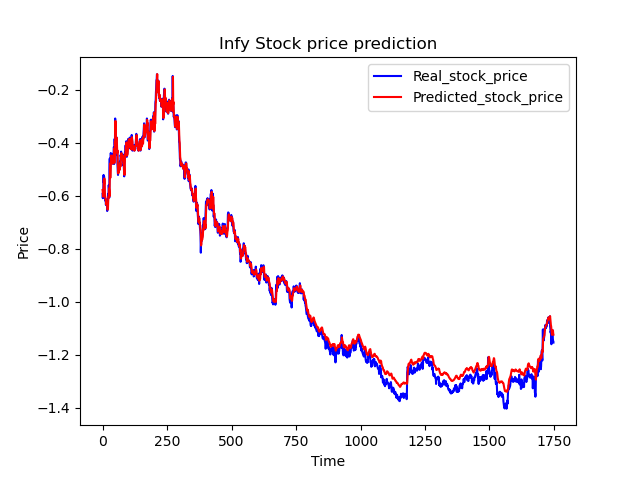 Infy Stock price prediction
Real_stock_price
Predicted_stock_price
−0.2
−0.4
−0.6
−0.8
−1.0
−1.2
−1.4
Price
0 250 500 750 1000 1250 1500 1750
Time